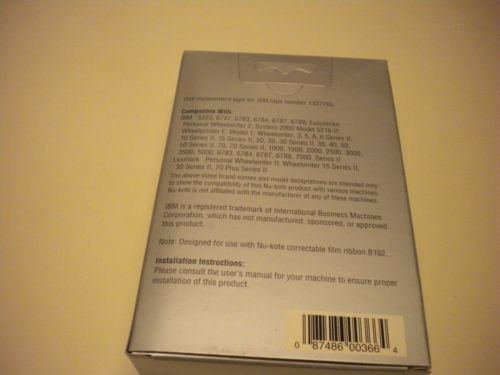 One replacement tape for IBM tape number 1337765.
Compatible With:
IBM 5223, 6747, 6783, 6784, 6787, 6788, Easystrike
Personal Wheelwriter 2; System 2000 Model 5216-II;
Wheelprinter E, Model 1; Wheelwriter, 3, 5, 6, 6 Series II,
10 Series II, 15 Series II, 20, 30, 30 Series II, 35, 40, 50,
50 Series II, 70, 70 Series II, 1000, 1500, 2000, 2500, 3000,
3500, 5000, 6783, 6784, 6787, 6788, 7000, Series II
Lexmark Personal Wheelwriter II; Wheelwriter 15 Series II,
30 Series II, 70 Plus Series II
The above-listed brand names and model designations are intended only
to show the compatability of this Nu-kote product with various machines
Nu-kote is not affiliated with the manufacturer of any of these machines.
IBM is a registered trademark of International Business Machines
Corporation, which has not manufactured, sponsored, or approved
this product.
Note: Designed for use with Nu-kote correctable film ribbon B192.
Installation Instructions:
Please consult the user's manual for your machine to ensure proper
installation of this product.
0 87486 00366 4